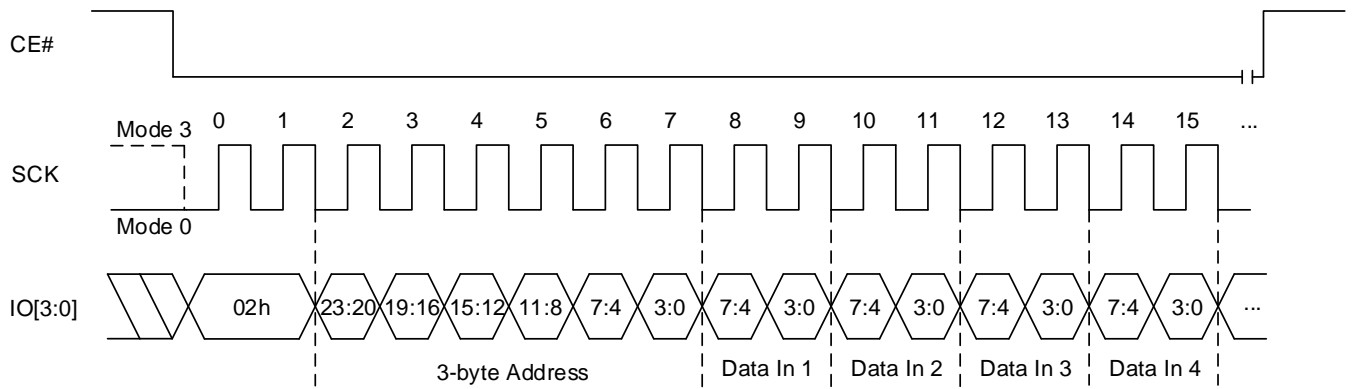 CE#
Mode 3 0 1 2 3 4 5 6 7 8 9 10 11 12 13 14 15 ...
SCK
Mode 0
IO[3:0] 02h 23:20 19:16 15:12 11:8 7:4 3:0 7:4 3:0 7:4 3:0 7:4 3:0 7:4 3:0 ...
3-byte Address Data In 1 Data In 2 Data In 3 Data In 4